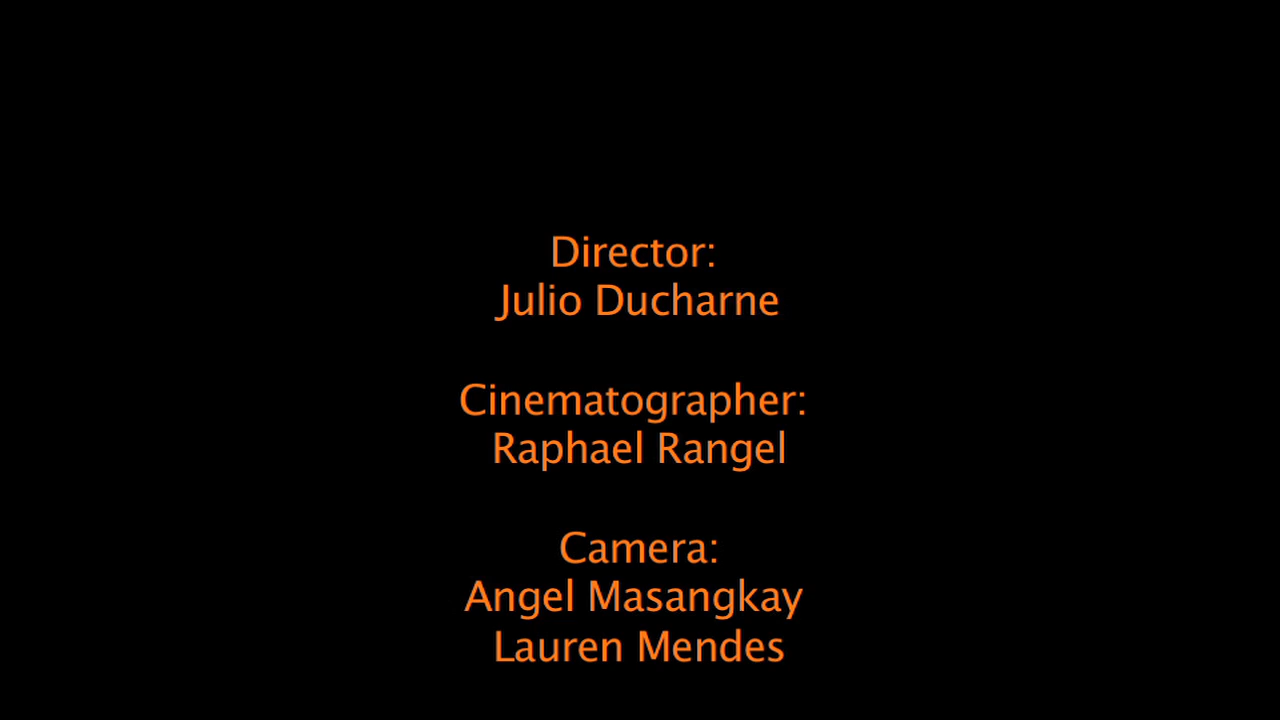 Director:
Julio Ducharne
Cinematographer:
Raphael Rangel
Camera:
Angel Masangkay
Lauren Mendes